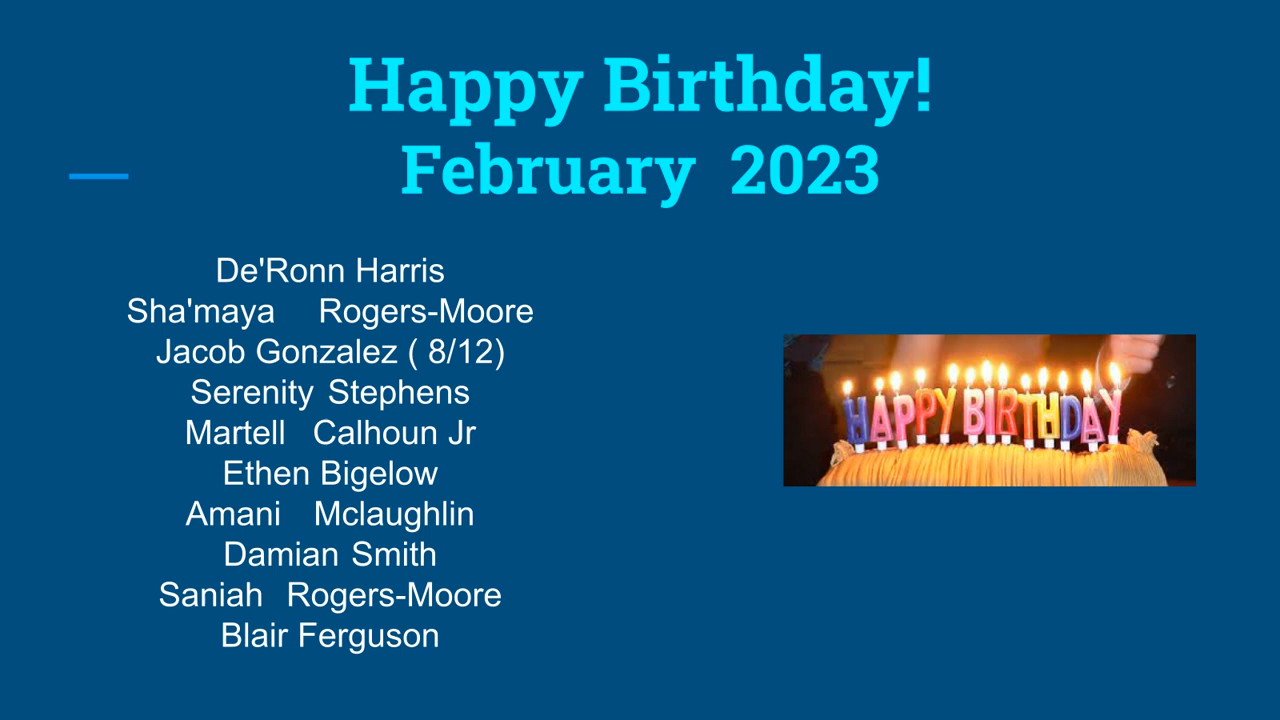 Happy Birthday!
February 2023
De'Ronn Harris
Sha'maya Rogers-Moore
Jacob Gonzalez ( 8/12)
Serenity Stephens
Martell Calhoun Jr
Ethen Bigelow
Amani Mclaughlin
Damian Smith
Saniah Rogers-Moore
Blair Ferguson
HAPPY BIRTHDAY